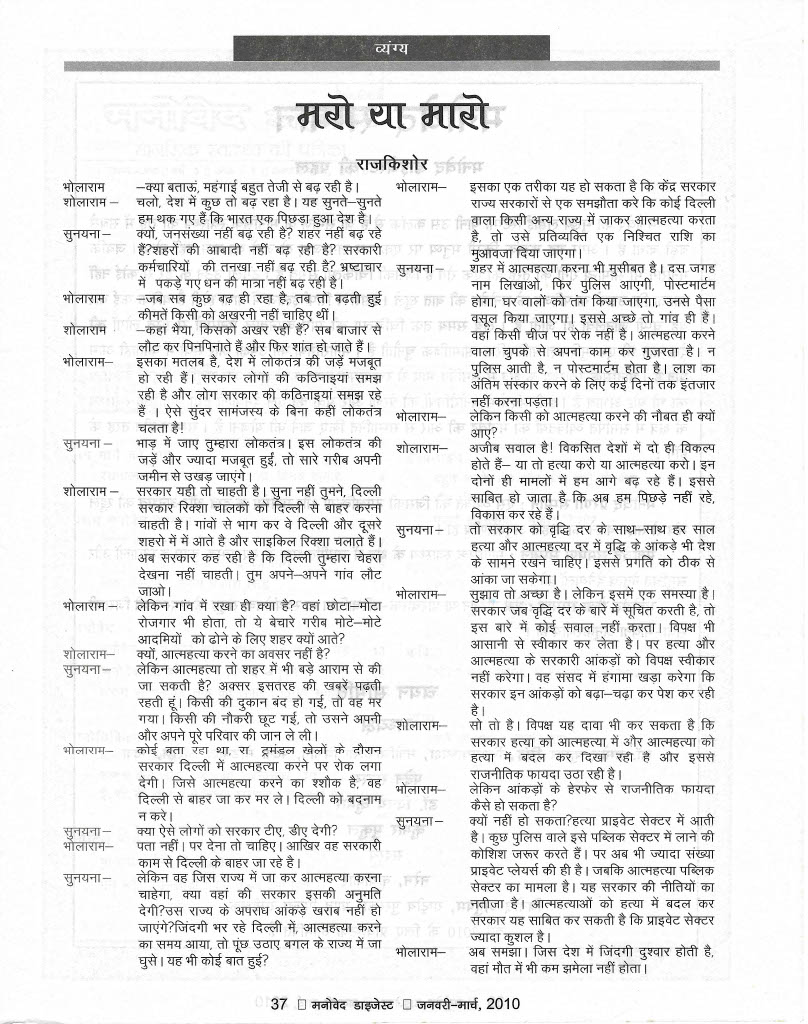 व्यंग्य
मरो या मारो
राजकिशोर
भोलाराम –क्या बताऊं, महंगाई बहुत तेजी से बढ़ रही है।
शोलाराम – चलो, देश में कुछ तो बढ़ रहा है। यह सुनते–सुनते
हम थक गए हैं कि भारत एक पिछड़ा हुआ देश है।
सुनयना – क्यों, जनसंख्या नहीं बढ़ रही है? शहर नहीं बढ़ रहे
हैं?शहरों की आबादी नहीं बढ़ रही है? सरकारी
कर्मचारियों की तनखा नहीं बढ़ रही है? भ्रष्टाचार
में पकड़े गए धन की मात्रा नहीं बढ़ रही है।
भोलाराम –जब सब कुछ बढ़ ही रहा है, तब तो बढ़ती हुई
कीमतें किसी को अखरनी नहीं चाहिए थीं।
शोलाराम –कहां भैया, किसको अखर रही हैं? सब बाजार से
लौट कर पिनपिनाते हैं और फिर शांत हो जाते हैं।
भोलाराम– इसका मतलब है, देश में लोकतंत्र की जड़ें मजबूत
हो रही हैं। सरकार लोगों की कठिनाइयां समझ
रही है और लोग सरकार की कठिनाइयां समझ रहे
हैं । ऐसे सुंदर सामंजस्य के बिना कहीं लोकतंत्र
चलता है!
सुनयना – भाड़ में जाए तुम्हारा लोकतंत्र। इस लोकतंत्र की
जड़ें और ज्यादा मजबूत हुईं, तो सारे गरीब अपनी
जमीन से उखड़ जाएंगे।
शोलाराम – सरकार यही तो चाहती है। सुना नहीं तुमने, दिल्ली
सरकार रिक्शा चालकों को दिल्ली से बाहर करना
चाहती है। गांवों से भाग कर वे दिल्ली और दूसरे
शहरो में में आते है और साइकिल रिक्शा चलाते हैं।
अब सरकार कह रही है कि दिल्ली तुम्हारा चेहरा
देखना नहीं चाहती। तुम अपने–अपने गांव लौट
जाओ।
भोलाराम – लेकिन गांव में रखा ही क्या है? वहां छोटा–मोटा
रोजगार भी होता, तो ये बेचारे गरीब मोटे–मोटे
आदमियों को ढोने के लिए शहर क्यों आते?
शोलाराम– क्यों, आत्महत्या करने का अवसर नहीं है?
सुनयना– लेकिन आत्महत्या तो शहर में भी बड़े आराम से की
जा सकती है? अक्सर इसतरह की खबरें पढ़ती
रहती हूं। किसी की दुकान बंद हो गई, तो वह मर
गया। किसी की नौकरी छूट गई, तो उसने अपनी
और अपने पूरे परिवार की जान ले ली।
भोलाराम– कोई बता रहा था, रा ट्रमंडल खेलों के दौरान
सरकार दिल्ली में आत्महत्या करने पर रोक लगा
देगी। जिसे आत्महत्या करने का श्शौक है, वह
दिल्ली से बाहर जा कर मर ले। दिल्ली को बदनाम
न करे।
सुनयना– क्या ऐसे लोगों को सरकार टीए, डीए देगी?
भोलाराम– पता नहीं। पर देना तो चाहिए। आखिर वह सरकारी
काम से दिल्ली के बाहर जा रहे है।
सुनयना– लेकिन वह जिस राज्य में जा कर आत्महत्या करना
चाहेगा, क्या वहां की सरकार इसकी अनुमति
देगी?उस राज्य के अपराध आंकड़े खराब नहीं हो
जाएंगे?जिंदगी भर रहे दिल्ली में, आत्महत्या करने
का समय आया, तो पूंछ उठाए बगल के राज्य में जा
घुसे। यह भी कोई बात हुई?
भोलाराम– इसका एक तरीका यह हो सकता है कि केंद्र सरकार
राज्य सरकारों से एक समझौता करे कि कोई दिल्ली
वाला किसी अन्य राज्य में जाकर आत्महत्या करता
है, तो उसे प्रतिव्यक्ति एक निश्चित राशि का
मुआवजा दिया जाएगा।
सुनयना– शहर में आत्महत्या करना भी मुसीबत है। दस जगह
नाम लिखाओ, फिर पुलिस आएगी, पोस्टमार्टम
होगा, घर वालों को तंग किया जाएगा, उनसे पैसा
वसूल किया जाएगा। इससे अच्छे तो गांव ही हैं।
वहां किसी चीज पर रोक नहीं है। आत्महत्या करने
वाला चुपके से अपना काम कर गुजरता है। न
पुलिस आती है, न पोस्टमार्टम होता है। लाश का
अंतिम संस्कार करने के लिए कई दिनों तक इंतजार
नहीं करना पड़ता।
भोलाराम– लेकिन किसी को आत्महत्या करने की नौबत ही क्यों
आए?
शोलाराम– अजीब सवाल है! विकसित देशों में दो ही विकल्प
होते हैं– या तो हत्या करो या आत्महत्या करो। इन
दोनों ही मामलों में हम आगे बढ़ रहे हैं। इससे
साबित हो जाता है कि अब हम पिछड़े नहीं रहे,
विकास कर रहे हैं।
सुनयना– तो सरकार को वृद्धि दर के साथ–साथ हर साल
हत्या और आत्महत्या दर में वृद्धि के आंकड़े भी देश
के सामने रखने चाहिए। इससे प्रगति को ठीक से
आंका जा सकेगा।
भोलाराम– सुझाव तो अच्छा है। लेकिन इसमें एक समस्या है।
सरकार जब वृद्धि दर के बारे में सूचित करती है, तो
इस बारे में कोई सवाल नहीं करता। विपक्ष भी
आसानी से स्वीकार कर लेता है। पर हत्या और
आत्महत्या के सरकारी आंकड़ों को विपक्ष स्वीकार
नहीं करेगा। वह संसद में हंगामा खड़ा करेगा कि
सरकार इन आंकड़ों को बढ़ा–चढ़ा कर पेश कर रही
है।
शोलाराम– सो तो है। विपक्ष यह दावा भी कर सकता है कि
सरकार हत्या को आत्महत्या में और आत्महत्या को
हत्या में बदल कर दिखा रही है और इससे
राजनीतिक फायदा उठा रही है।
भोलाराम– लेकिन आंकड़ों के हेरफेर से राजनीतिक फायदा
कैसे हो सकता है?
सुनयना– क्यों नहीं हो सकता?हत्या प्राइवेट सेक्टर में आती
है। कुछ पुलिस वाले इसे पब्लिक सेक्टर में लाने की
कोशिश जरूर करते हैं। पर अब भी ज्यादा संख्या
प्राइवेट प्लेयर्स की ही है। जबकि आत्महत्या पब्लिक
सेक्टर का मामला है। यह सरकार की नीतियों का
नतीजा है। आत्महत्याओं को हत्या में बदल कर
सरकार यह साबित कर सकती है कि प्राइवेट सेक्टर
ज्यादा कुशल है।
भोलाराम– अब समझा। जिस देश में जिंदगी दुश्वार होती है,
वहां मौत में भी कम झमेला नहीं होता।
37 □ मनोवेद डाइजेस्ट □ जनवरी–मार्च, 2010